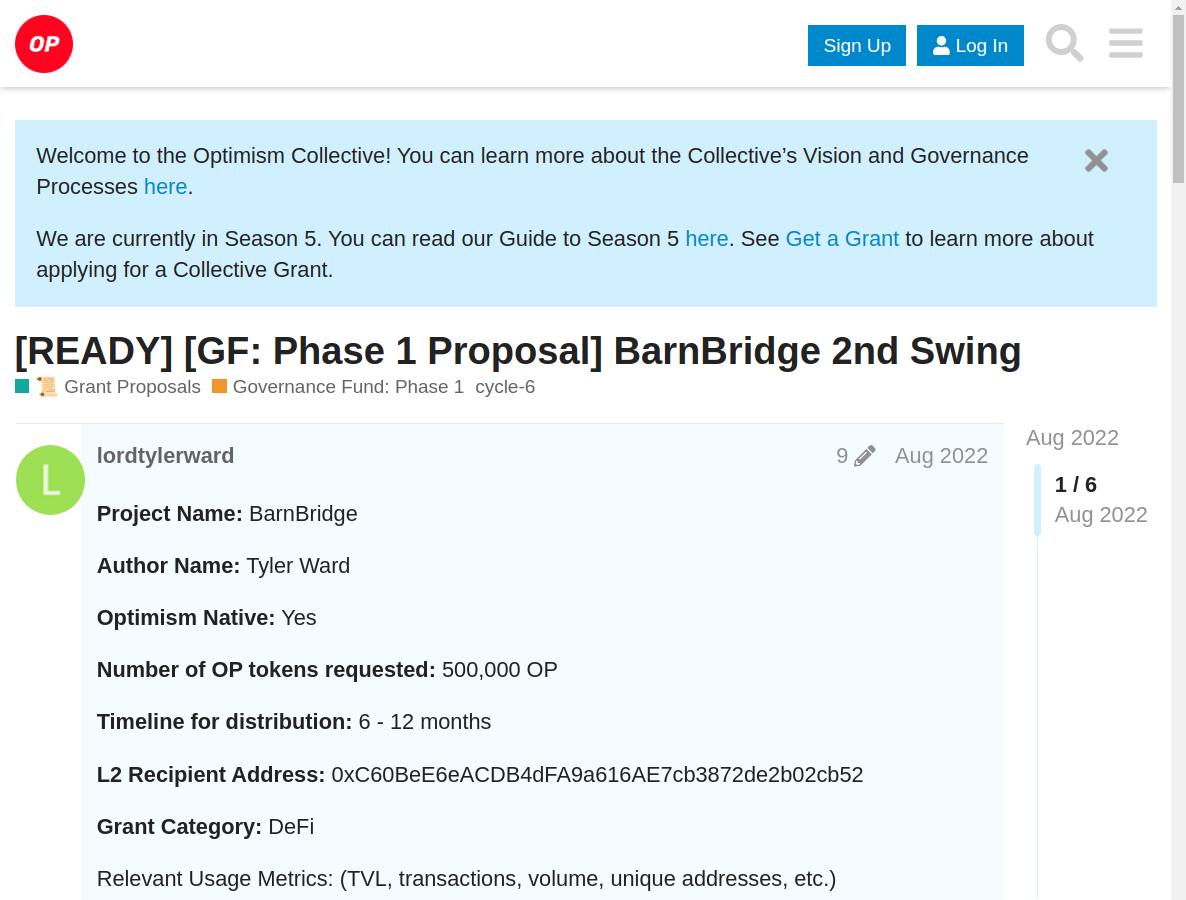 OP
Sign Up
Log In
Welcome to the Optimism Collective! You can learn more about the Collective’s Vision and Governance
Processes here.
We are currently in Season 5. You can read our Guide to Season 5 here. See Get a Grant to learn more about
applying for a Collective Grant.
[READY] [GF: Phase 1 Proposal] BarnBridge 2nd Swing
Grant Proposals Governance Fund: Phase 1 cycle-6
L
lordtylerward 9 Aug 2022
Project Name: BarnBridge
Author Name: Tyler Ward
Optimism Native: Yes
Number of OP tokens requested: 500,000 OP
Timeline for distribution: 6 - 12 months
L2 Recipient Address: 0xC60BeE6eACDB4dFA9a616AE7cb3872de2b02cb52
Grant Category: DeFi
Relevant Usage Metrics: (TVL, transactions, volume, unique addresses, etc.)
Aug 2022
1 / 6
Aug 2022